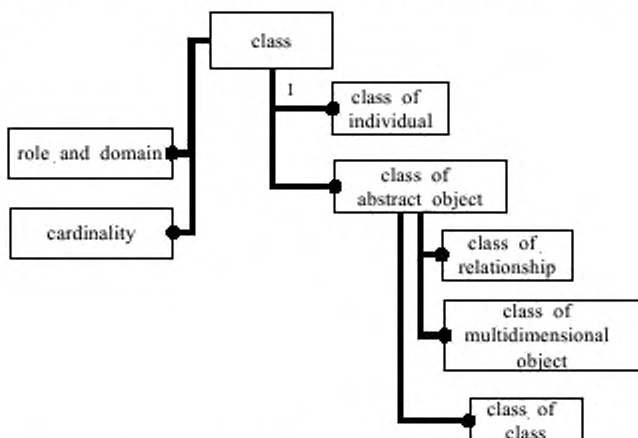 class
1
class of
individual
role and domain
class of
abstract object
cardinality
class of
relationship
class of
multidimensional
object
class of
class